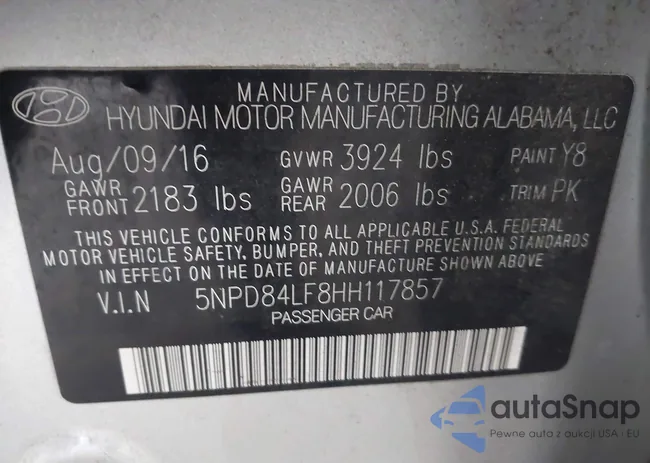 MANUFACTURED BY
HYUNDAI MOTOR MANUFACTURING ALABAMA, LLC
Aug/09/16 GVWR 3924 lbs PAINT Y8
GAWR FRONT 2183 lbs GAWR REAR 2006 lbs TRIM PK
THIS VEHICLE CONFORMS TO ALL APPLICABLE U.S.A. FEDERAL
MOTOR VEHICLE SAFETY, BUMPER, AND THEFT PREVENTION STANDARDS
IN EFFECT ON THE DATE OF MANUFACTURE SHOWN ABOVE.
V.I.N 5NPD84LF8HH117857
PASSENGER CAR
autaSnap
Pewne auta z aukcji USA i EU